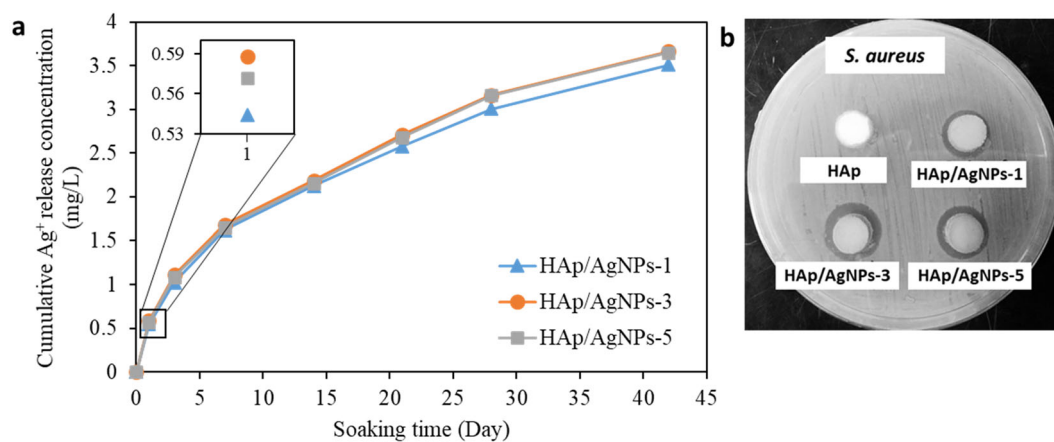 a
Cumulative Ag⁺ release concentration
(mg/L)
4
3.5
3
2.5
2
1.5
1
0.5
0
0.59
0.56
0.53
1
HAp/AgNPs-1
HAp/AgNPs-3
HAp/AgNPs-5
0 5 10 15 20 25 30 35 40 45
Soaking time (Day)
b
S. aureus
HAp
HAp/AgNPs-1
HAp/AgNPs-3
HAp/AgNPs-5